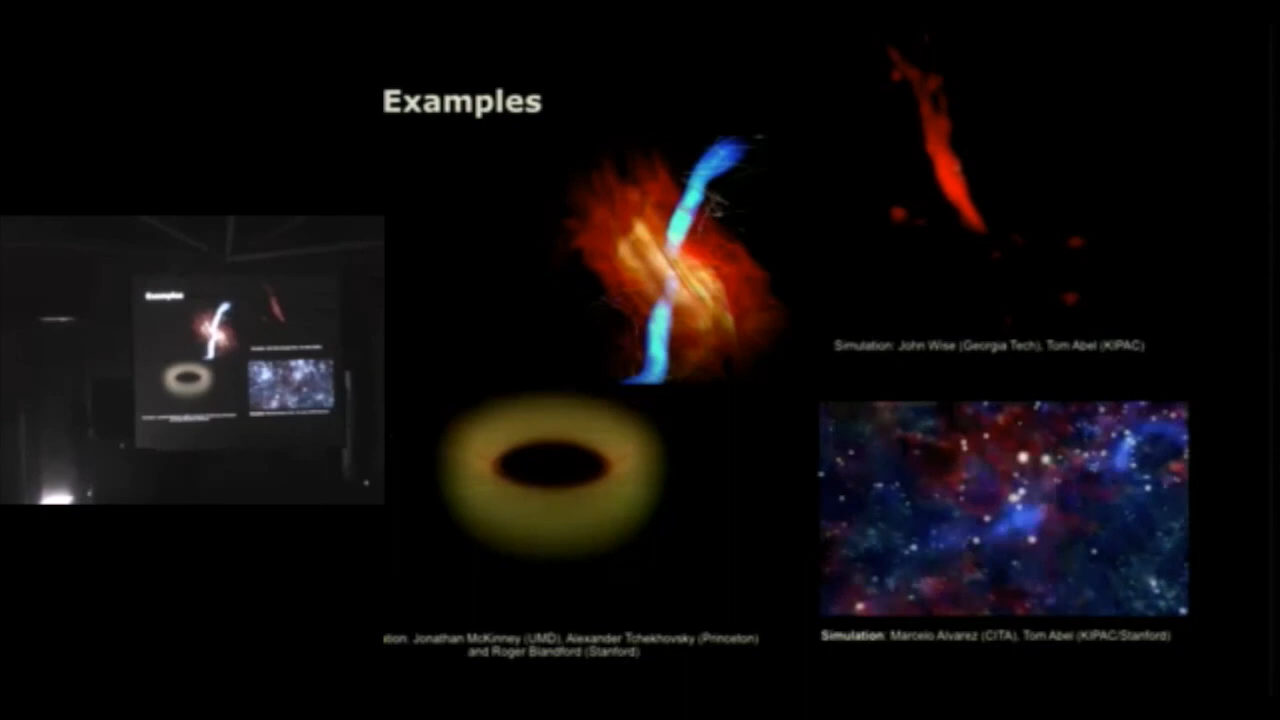 Examples
Simulation: John Wise (Georgia Tech), Tom Abel (KIPAC)
tion: Jonathan McKinney (UMD), Alexander Tchekhovsky (Princeton)
and Roger Blandford (Stanford)
Simulation: Marcelo Alvarez (CITA), Tom Abel (KIPAC/Stanford)
Examples